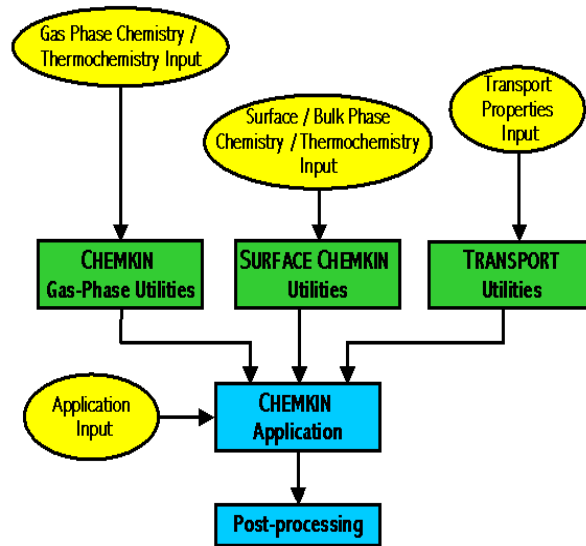 Gas Phase Chemistry /
Thermochemistry Input
Surface / Bulk Phase
Chemistry / Thermochemistry
Input
Transport
Properties
Input
CHEMKIN
Gas-Phase Utilities
SURFACE CHEMKIN
Utilities
TRANSPORT
Utilities
Application
Input
CHEMKIN
Application
Post-processing